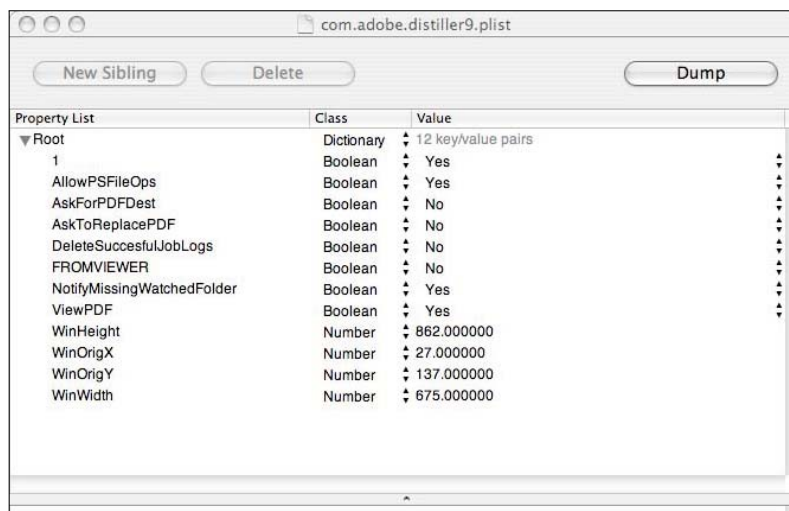 com.adobe.distiller9.plist
New Sibling Delete Dump
Property List Class Value
Root Dictionary 12 key/value pairs
1 Boolean Yes
AllowPSFileOps Boolean Yes
AskForPDFDest Boolean No
AskToReplacePDF Boolean No
DeleteSuccesfulJobLogs Boolean No
FROMVIEWER Boolean No
NotifyMissingWatchedFolder Boolean Yes
ViewPDF Boolean Yes
WinHeight Number 862.000000
WinOrigX Number 27.000000
WinOrigY Number 137.000000
WinWidth Number 675.000000